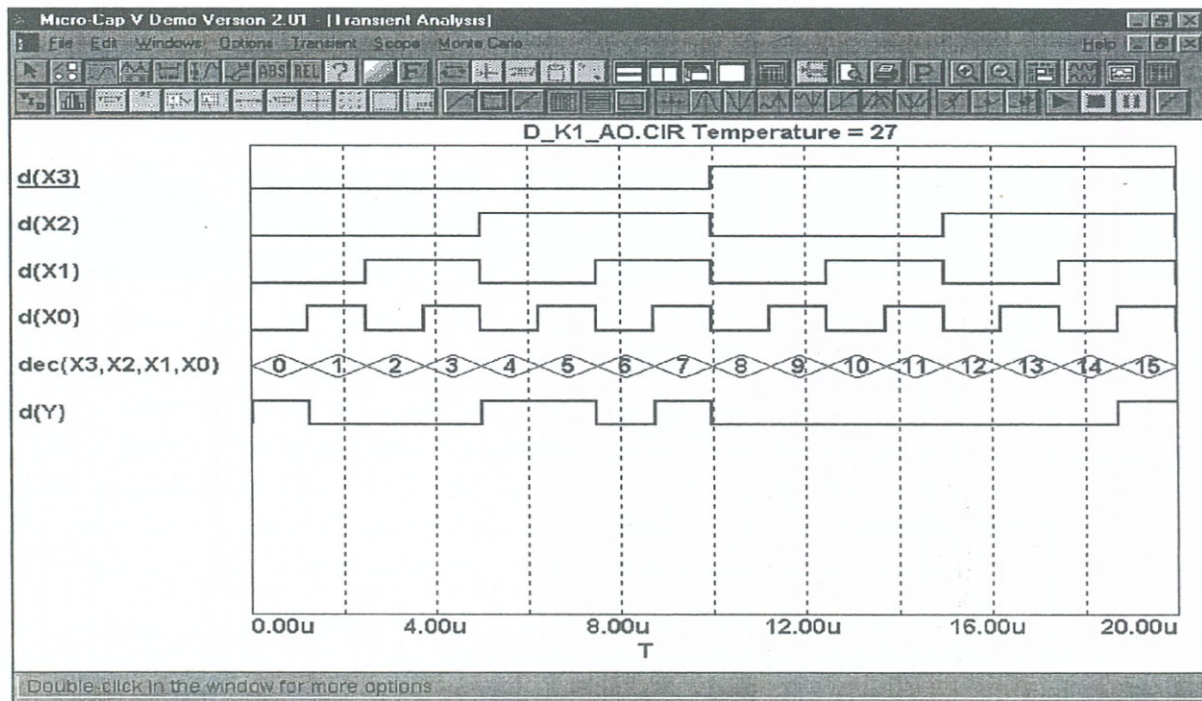 Micro-Cap V Demo Version 2.01 - [Transient Analysis]
File Edit Windows Options Transient Scope Monte Carlo Help
ABS REL ? F P
D_K1_AO.CIR Temperature = 27
d(X3)
d(X2)
d(X1)
d(X0)
dec(X3,X2,X1,X0) 0 1 2 3 4 5 6 7 8 9 10 11 12 13 14 15
d(Y)
0.00u 4.00u 8.00u 12.00u 16.00u 20.00u
T
Double-click in the window for more options